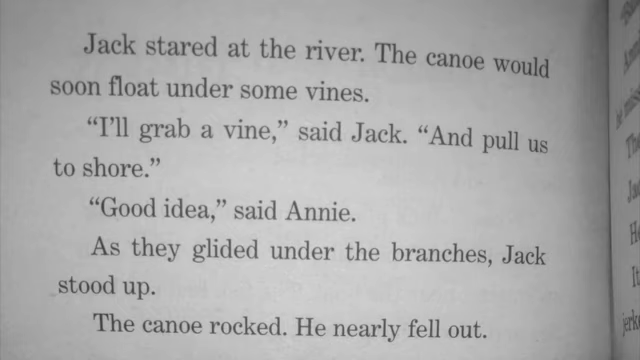 Jack stared at the river. The canoe would
soon float under some vines.
“I’ll grab a vine,” said Jack. “And pull us
to shore.”
“Good idea,” said Annie.
As they glided under the branches, Jack
stood up.
The canoe rocked. He nearly fell out.